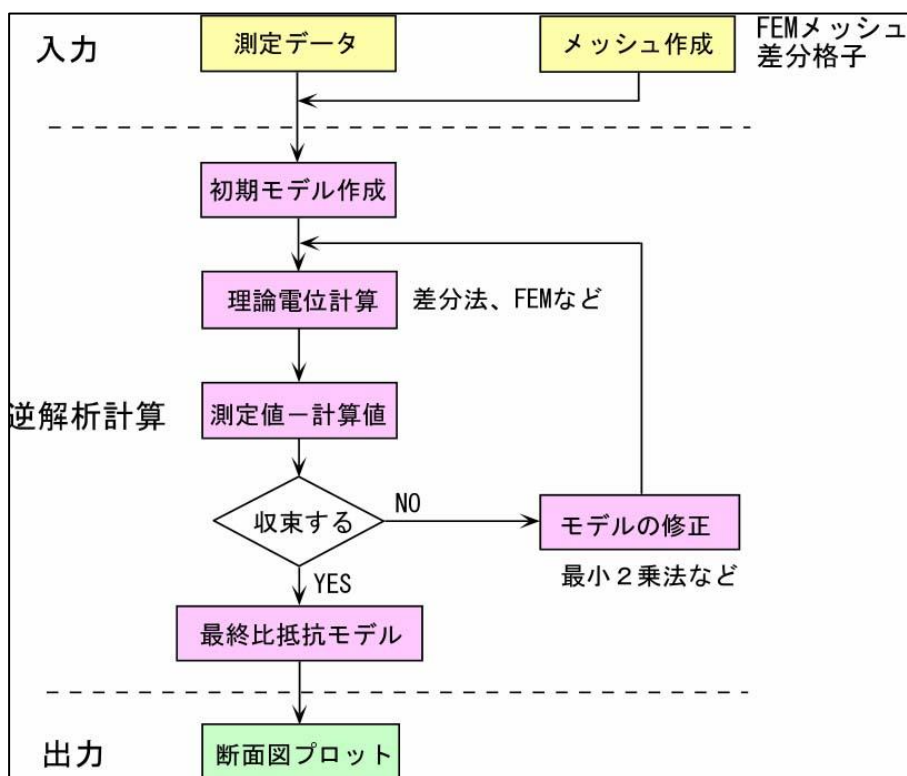 入力
測定データ
メッシュ作成
FEMメッシュ
差分格子
初期モデル作成
理論電位計算
差分法、FEMなど
逆解析計算
測定値－計算値
収束する
NO
モデルの修正
最小２乗法など
YES
最終比抵抗モデル
出力
断面図プロット